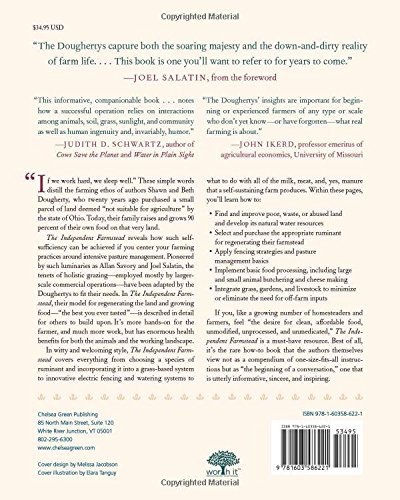 Copyrighted Material
$34.95 USD
“The Doughertys capture both the soaring majesty and the down-and-dirty reality
of farm life. . . . This book is one you’ll want to refer to for years to come.”
—JOEL SALATIN, from the foreword
“This informative, companionable book . . . notes
how a successful operation relies on interactions
among animals, soil, grass, sunlight, and community
as well as human ingenuity and, invariably, humor.”
—JUDITH D. SCHWARTZ, author of
Cows Save the Planet and Water in Plain Sight
“The Doughertys’ insights are important for begin-
ning or experienced farmers of any type or scale
who don’t yet know—or have forgotten—what real
farming is about.”
—JOHN IKERD, professor emeritus of
agricultural economics, University of Missouri
“If we work hard, we sleep well.” These simple words
distill the farming ethos of authors Shawn and Beth
Dougherty, who twenty years ago purchased a small
parcel of land deemed “not suitable for agriculture” by
the state of Ohio. Today, their family raises and grows 90
percent of their own food on that very land.
The Independent Farmstead reveals how such self-
sufficiency can be achieved if you center your farming
practices around intensive pasture management. Pioneered
by such luminaries as Allan Savory and Joel Salatin, the
tenets of holistic grazing—employed mostly by larger-
scale commercial operations—have been adapted by the
Doughertys to fit their needs. In The Independent Farm-
stead, their model for regenerating the land and growing
food—“the best you ever tasted”—is described in detail
for others to build upon. It’s more hands-on for the
farmer, and much more work, but has enormous health
benefits for both the animals and the working landscape.
In witty and welcoming style, The Independent Farmstead
covers everything from choosing a species of
ruminant and incorporating it into a grass-based system
to innovative electric fencing and watering systems to
what to do with all of the milk, meat, and, yes, manure
that a self-sustaining farm produces. Within these pages,
you’ll learn how to:
• Find and improve poor, waste, or abused land
and develop its natural water resources
• Select and purchase the appropriate ruminant
for regenerating their farmstead
• Apply fencing strategies and pasture
management basics
• Implement basic food processing, including large
and small animal butchering and cheese making
• Integrate grass, gardens, and livestock to minimize
or eliminate the need for off-farm inputs
If you, like a growing number of homesteaders and
farmers, feel “the desire for clean, affordable food,
unmodified, unprocessed, and unmedicated,” The Inde-
pendent Farmstead is a must-have resource. Best of
all, it’s the rare how-to book that the authors themselves
view not as a compendium of one-size-fits-all instruc-
tions but as “the beginning of a conversation,” one that
is utterly informative, sincere, and inspiring.
Chelsea Green Publishing
85 North Main Street, Suite 120
White River Junction, VT 05001
802-295-6300
www.chelseagreen.com
Cover design by Melissa Jacobson
Cover illustration by Elara Tanguy
worth it
ISBN 978-1-60358-622-1
53495
9 781603 586221
Copyrighted Material